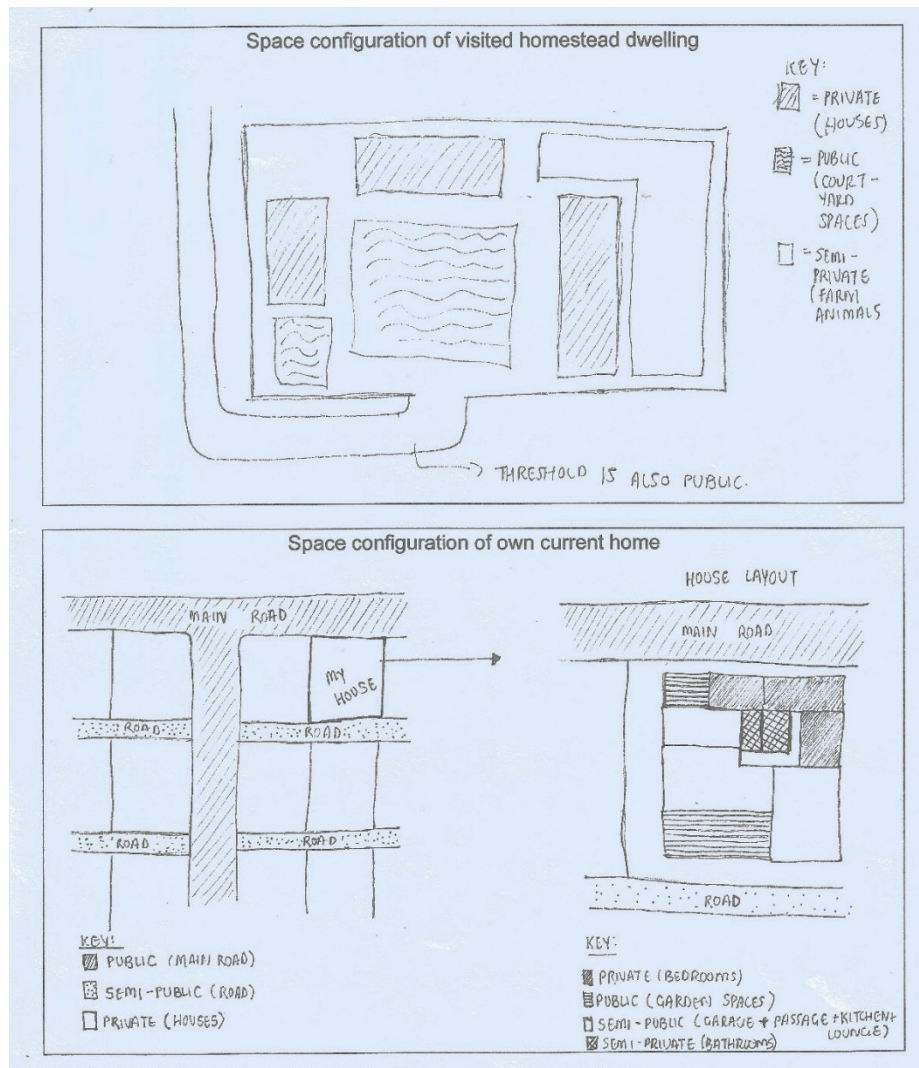 Space configuration of visited homestead dwelling
KEY:
= PRIVATE
(HOUSES)
= PUBLIC
(COURT-
YARD
SPACES)
= SEMI-
PRIVATE
(FARM
ANIMALS
THRESHOLD IS ALSO PUBLIC.
Space configuration of own current home
MAIN ROAD
MY
HOUSE
ROAD
ROAD
ROAD
ROAD
KEY:
PUBLIC (MAIN ROAD)
SEMI-PUBLIC (ROAD)
PRIVATE (HOUSES)
HOUSE LAYOUT
MAIN ROAD
ROAD
KEY:
PRIVATE (BEDROOMS)
PUBLIC (GARDEN SPACES)
SEMI-PUBLIC (GARAGE + PASSAGE + KITCHEN +
LOUNGE)
SEMI-PRIVATE (BATHROOMS)